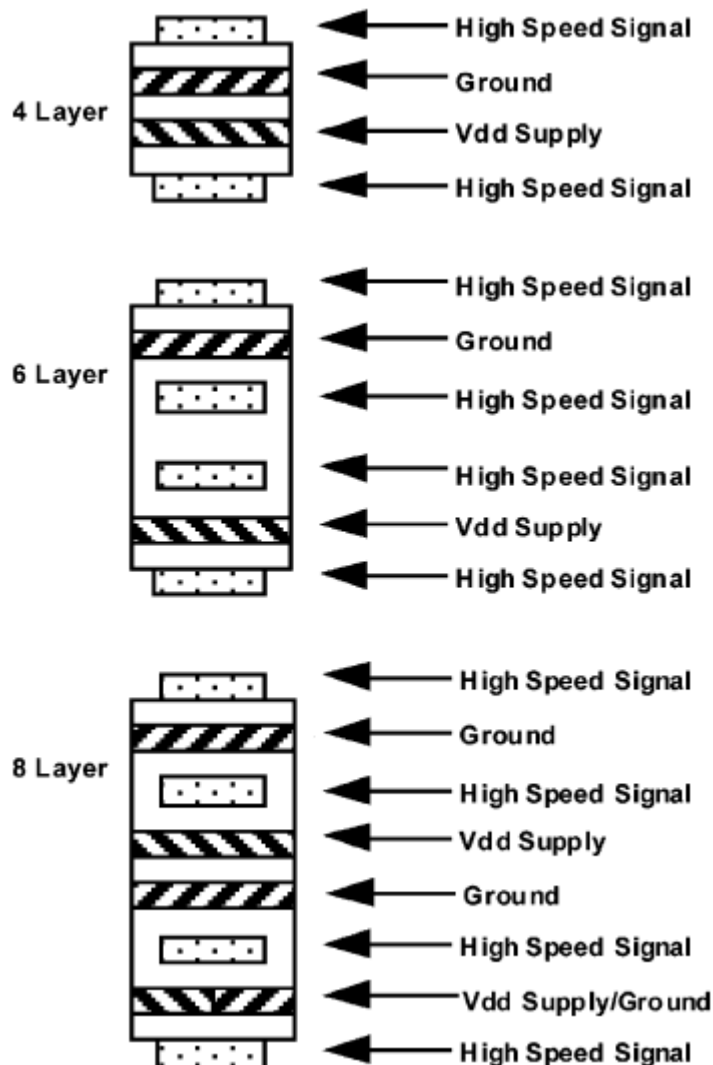 High Speed Signal
Ground
4 Layer
Vdd Supply
High Speed Signal
High Speed Signal
Ground
6 Layer
High Speed Signal
High Speed Signal
Vdd Supply
High Speed Signal
High Speed Signal
Ground
8 Layer
High Speed Signal
Vdd Supply
Ground
High Speed Signal
Vdd Supply/Ground
High Speed Signal